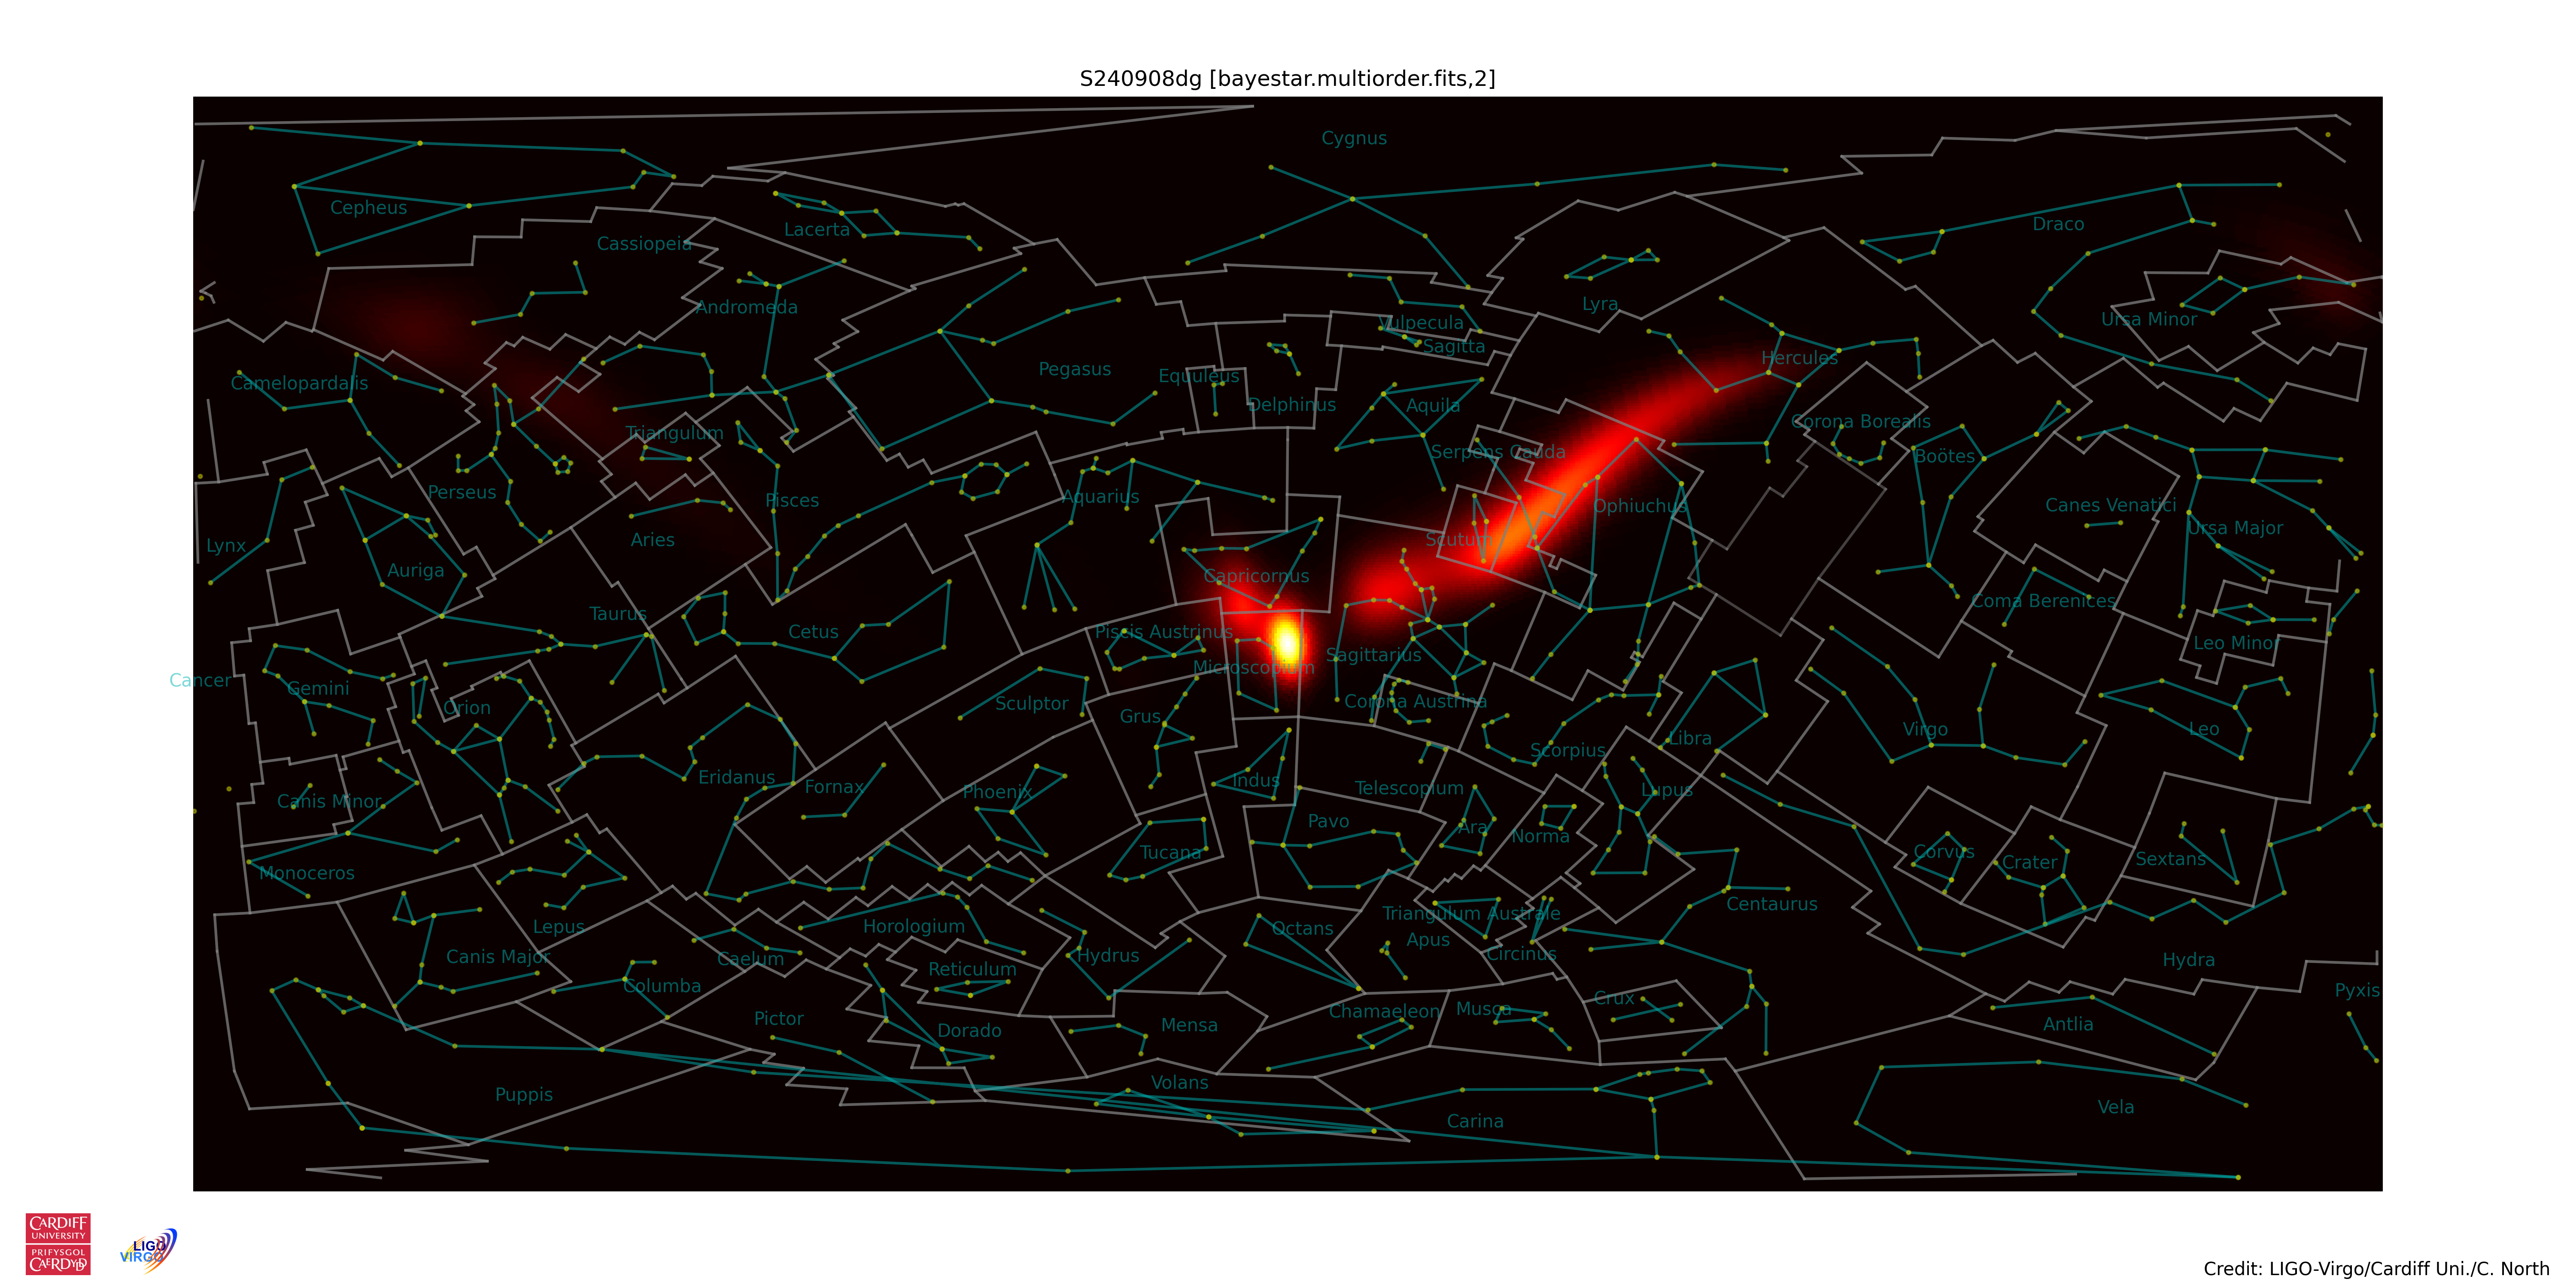 S240908dg [bayestar.multiorder.fits,2]
Cygnus
Cepheus
Cassiopeia
Lacerta
Draco
Andromeda
Lyra
Vulpecula
Ursa Minor
Sagitta
Hercules
Camelopardalis
Pegasus
Equuleus
Delphinus
Aquila
Corona Borealis
Triangulum
Serpens Cauda
Boötes
Perseus
Pisces
Aquarius
Ophiuchus
Canes Venatici
Ursa Major
Lynx
Aries
Scutum
Auriga
Capricornus
Taurus
Coma Berenices
Cetus
Piscis Austrinus
Leo Minor
Cancer
Gemini
Microscopium
Sagittarius
Orion
Sculptor
Grus
Corona Austrina
Scorpius
Libra
Virgo
Leo
Eridanus
Fornax
Phoenix
Indus
Telescopium
Lupus
Canis Minor
Pavo
Ara
Norma
Monoceros
Tucana
Corvus
Crater
Sextans
Lepus
Horologium
Octans
Triangulum Australe
Centaurus
Canis Major
Caelum
Hydrus
Apus
Circinus
Hydra
Columba
Reticulum
Pictor
Dorado
Mensa
Chamaeleon
Musca
Crux
Antlia
Pyxis
Puppis
Volans
Carina
Vela
CARDIFF
UNIVERSITY
PRIFYSGOL
CAERDYDD
LIGO
VIRGO
Credit: LIGO-Virgo/Cardiff Uni./C. North